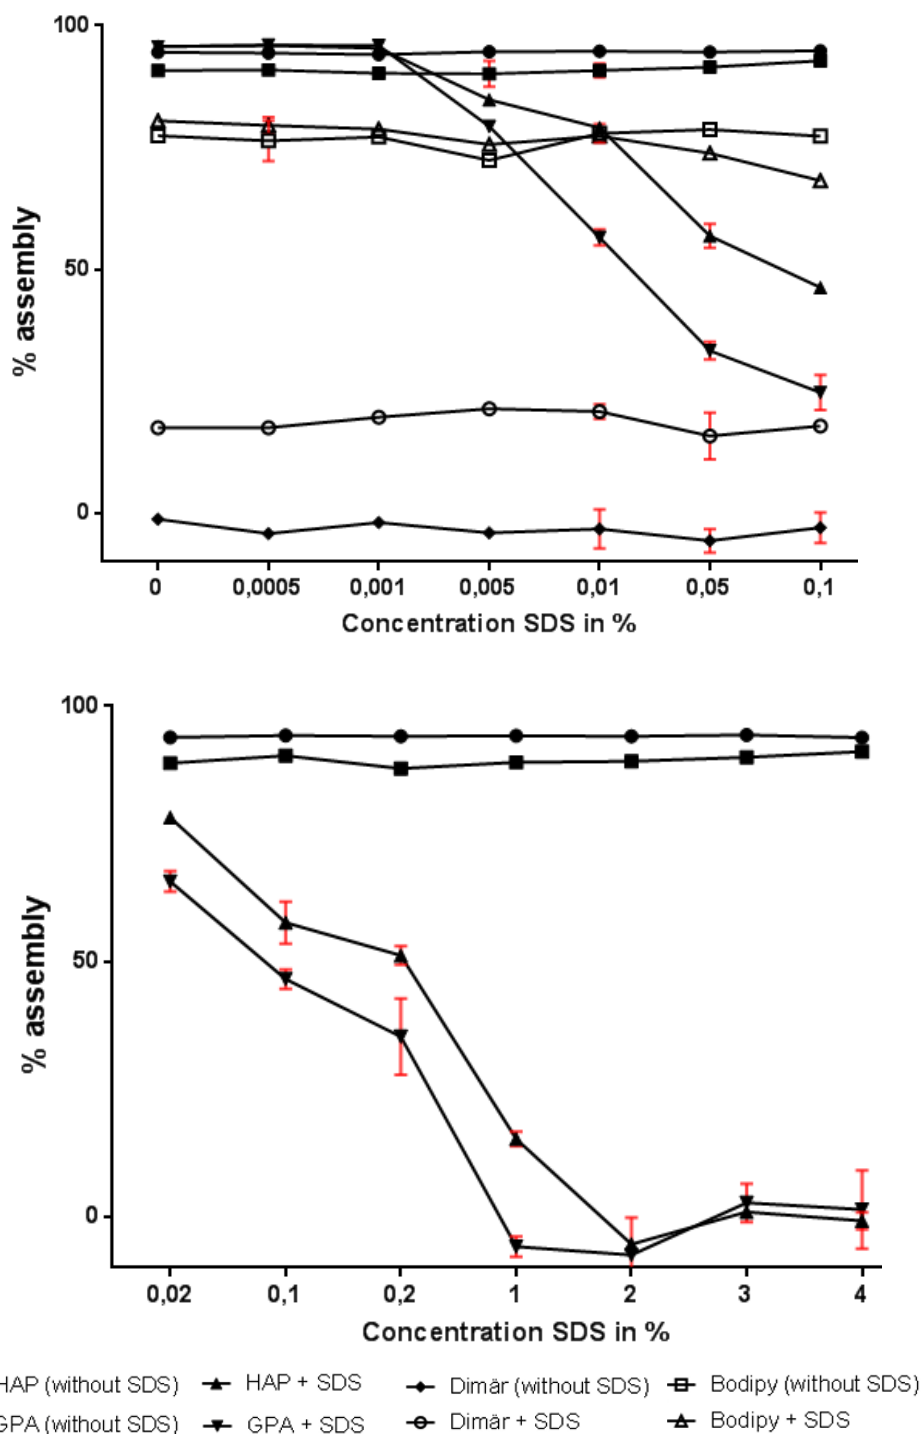 100
50
0
% assembly
0 0,0005 0,001 0,005 0,01 0,05 0,1
Concentration SDS in %
100
50
0
% assembly
0,02 0,1 0,2 1 2 3 4
Concentration SDS in %
HAP (without SDS) HAP + SDS Dimär (without SDS) Bodipy (without SDS)
GPA (without SDS) GPA + SDS Dimär + SDS Bodipy + SDS